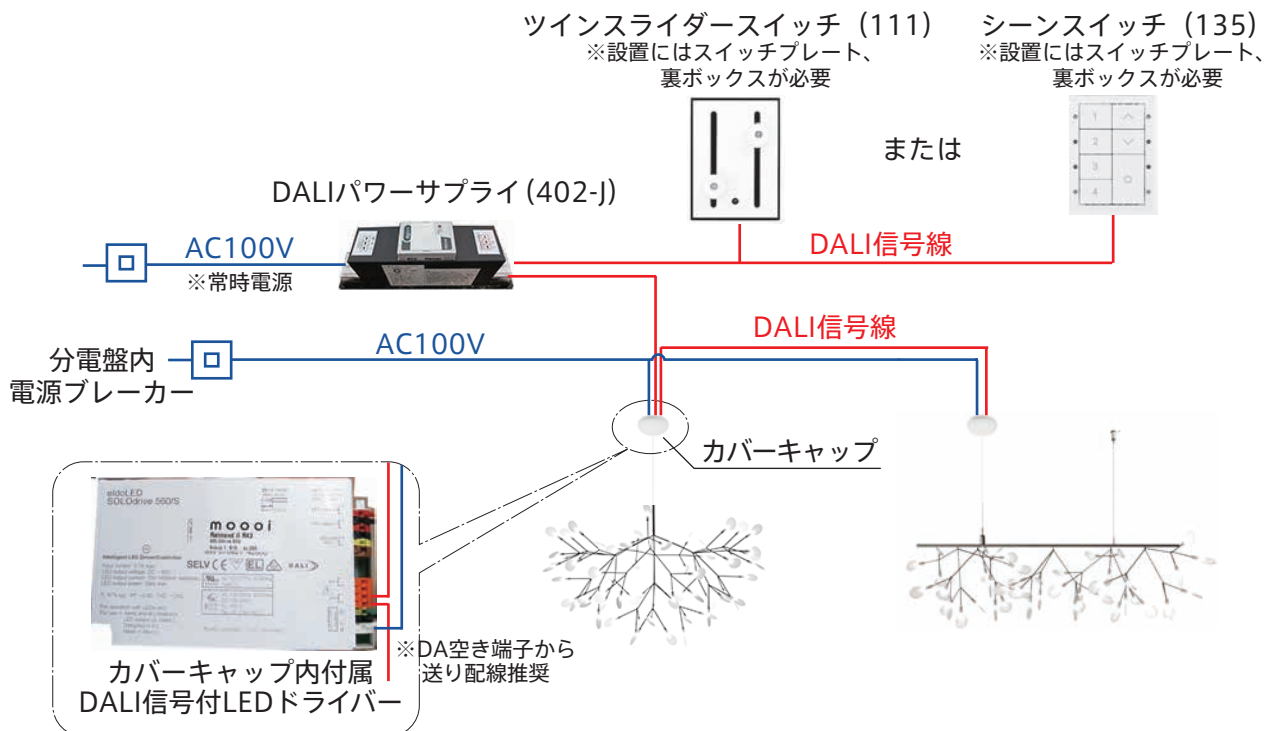 ツインスライダースイッチ（111）
※設置にはスイッチプレート、
裏ボックスが必要
シーンスイッチ（135）
※設置にはスイッチプレート、
裏ボックスが必要
または
1
2
3
4
DALIパワーサプライ（402-J）
AC100V
※常時電源
DALI信号線
DALI信号線
AC100V
分電盤内
電源ブレーカー
カバーキャップ
eldoLED
SOLOdrive 560/S
moooi
SELV
EL
DALI
※DA空き端子から
送り配線推奨
カバーキャップ内付属
DALI信号付LEDドライバー